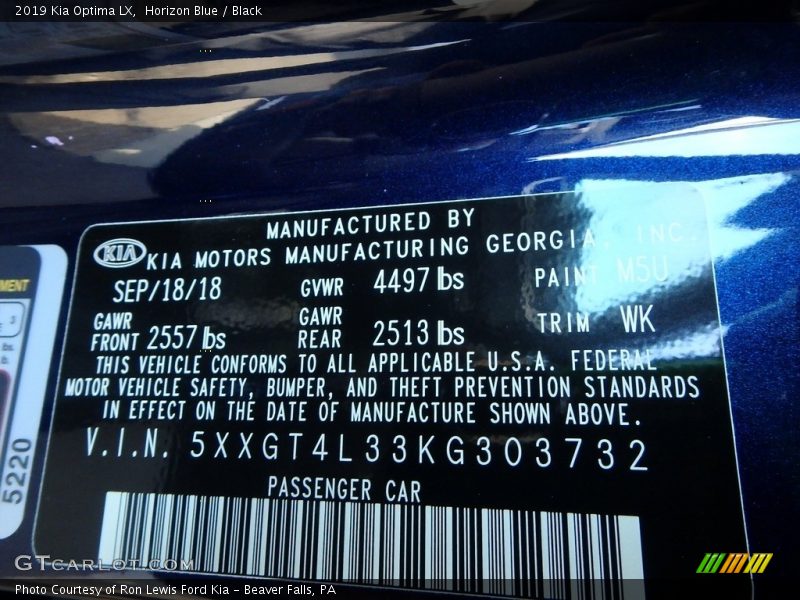 2019 Kia Optima LX, Horizon Blue / Black
MANUFACTURED BY
KIA KIA MOTORS MANUFACTURING GEORGIA, INC.
SEP/18/18 GVWR 4497 lbs PAINT M5U
GAWR FRONT 2557 lbs GAWR REAR 2513 lbs TRIM WK
THIS VEHICLE CONFORMS TO ALL APPLICABLE U.S.A. FEDERAL
MOTOR VEHICLE SAFETY, BUMPER, AND THEFT PREVENTION STANDARDS
IN EFFECT ON THE DATE OF MANUFACTURE SHOWN ABOVE.
V.I.N. 5XXGT4L33KG303732
PASSENGER CAR
MENT
3
5220
GTCARLOT.COM
Photo Courtesy of Ron Lewis Ford Kia - Beaver Falls, PA